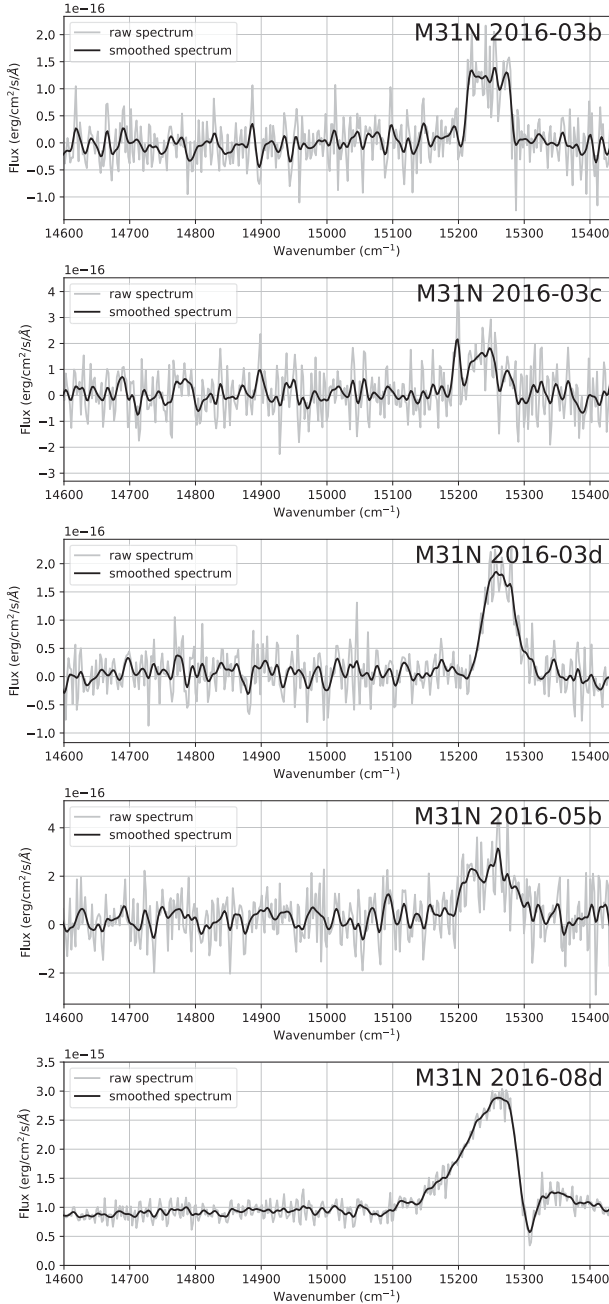 1e−16
M31N 2016-03b
raw spectrum
smoothed spectrum
2.0
1.5
1.0
0.5
0.0
−0.5
−1.0
Flux (erg/cm²/s/Å)
14600 14700 14800 14900 15000 15100 15200 15300 15400
Wavenumber (cm⁻¹)
1e−16
M31N 2016-03c
raw spectrum
smoothed spectrum
4
3
2
1
0
−1
−2
−3
Flux (erg/cm²/s/Å)
14600 14700 14800 14900 15000 15100 15200 15300 15400
Wavenumber (cm⁻¹)
1e−16
M31N 2016-03d
raw spectrum
smoothed spectrum
2.0
1.5
1.0
0.5
0.0
−0.5
−1.0
Flux (erg/cm²/s/Å)
14600 14700 14800 14900 15000 15100 15200 15300 15400
Wavenumber (cm⁻¹)
1e−16
M31N 2016-05b
raw spectrum
smoothed spectrum
4
2
0
−2
Flux (erg/cm²/s/Å)
14600 14700 14800 14900 15000 15100 15200 15300 15400
Wavenumber (cm⁻¹)
1e−15
M31N 2016-08d
raw spectrum
smoothed spectrum
3.5
3.0
2.5
2.0
1.5
1.0
0.5
0.0
Flux (erg/cm²/s/Å)
14600 14700 14800 14900 15000 15100 15200 15300 15400
Wavenumber (cm⁻¹)